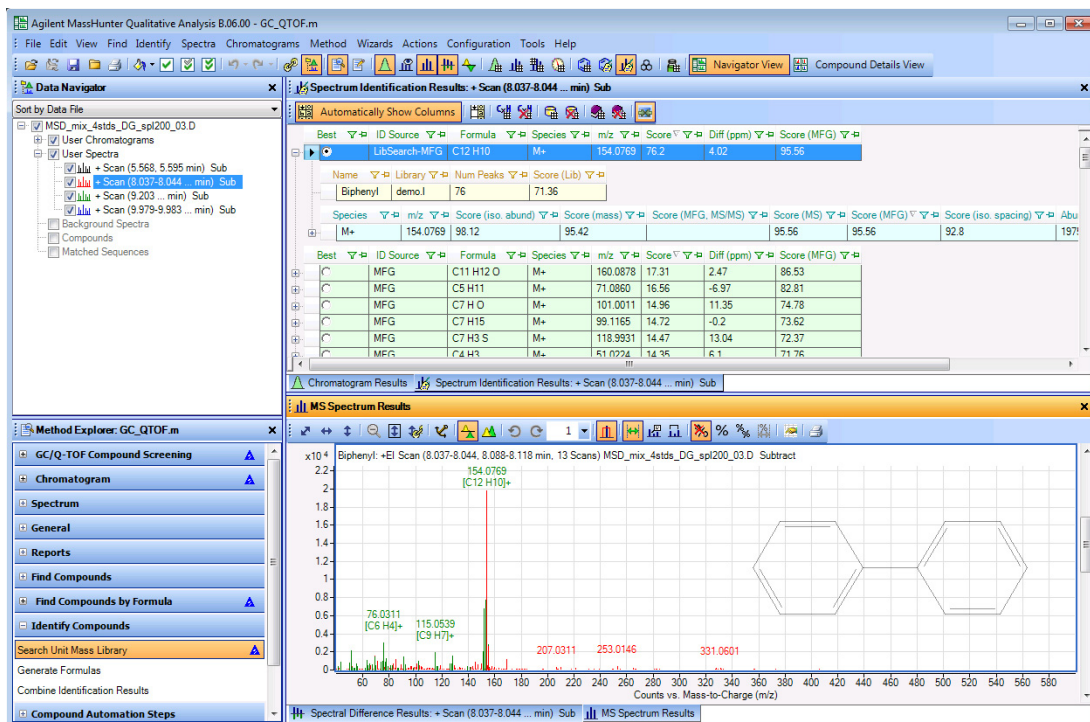 Agilent MassHunter Qualitative Analysis B.06.00 - GC_QTOF.m
File Edit View Find Identify Spectra Chromatograms Method Wizards Actions Configuration Tools Help
Navigator View Compound Details View
Data Navigator
Sort by Data File
MSD_mix_4stds_DG_spl200_03.D
User Chromatograms
User Spectra
+ Scan (5.568, 5.595 min) Sub
+ Scan (8.037-8.044 ... min) Sub
+ Scan (9.203 ... min) Sub
+ Scan (9.979-9.983 ... min) Sub
Background Spectra
Compounds
Matched Sequences
Spectrum Identification Results: + Scan (8.037-8.044 ... min) Sub
Automatically Show Columns
Best ID Source Formula Species m/z Score Diff (ppm) Score (MFG)
LibSearch-MFG C12 H10 M+ 154.0769 76.2 4.02 95.56
Name Library Num Peaks Score (Lib)
Biphenyl demo.l 76 71.36
Species m/z Score (iso. abund) Score (mass) Score (MFG, MS/MS) Score (MS) Score (MFG) Score (iso. spacing) Abu
M+ 154.0769 98.12 95.42 95.56 95.56 92.8 197
Best ID Source Formula Species m/z Score Diff (ppm) Score (MFG)
MFG C11 H12 O M+ 160.0878 17.31 2.47 86.53
MFG C5 H11 M+ 71.0860 16.56 -6.97 82.81
MFG C7 H O M+ 101.0011 14.96 11.35 74.78
MFG C7 H15 M+ 99.1165 14.72 -0.2 73.62
MFG C7 H3 S M+ 118.9931 14.47 13.04 72.37
MFG C4 H3 M+ 51.0224 14.35 6.1 71.76
Chromatogram Results Spectrum Identification Results: + Scan (8.037-8.044 ... min) Sub
Method Explorer: GC_QTOF.m
GC/Q-TOF Compound Screening
Chromatogram
Spectrum
General
Reports
Find Compounds
Find Compounds by Formula
Identify Compounds
Search Unit Mass Library
Generate Formulas
Combine Identification Results
Compound Automation Steps
MS Spectrum Results
1
x10 4 Biphenyl: +EI Scan (8.037-8.044, 8.088-8.118 min, 13 Scans) MSD_mix_4stds_DG_spl200_03.D Subtract
2.2
2
1.8
1.6
1.4
1.2
1
0.8
0.6
0.4
0.2
0
154.0769
[C12 H10]+
76.0311
[C6 H4]+
115.0539
[C9 H7]+
207.0311 253.0146 331.0601
60 80 100 120 140 160 180 200 220 240 260 280 300 320 340 360 380 400 420 440 460 480 500 520 540 560 580
Counts vs. Mass-to-Charge (m/z)
Spectral Difference Results: + Scan (8.037-8.044 ... min) Sub MS Spectrum Results